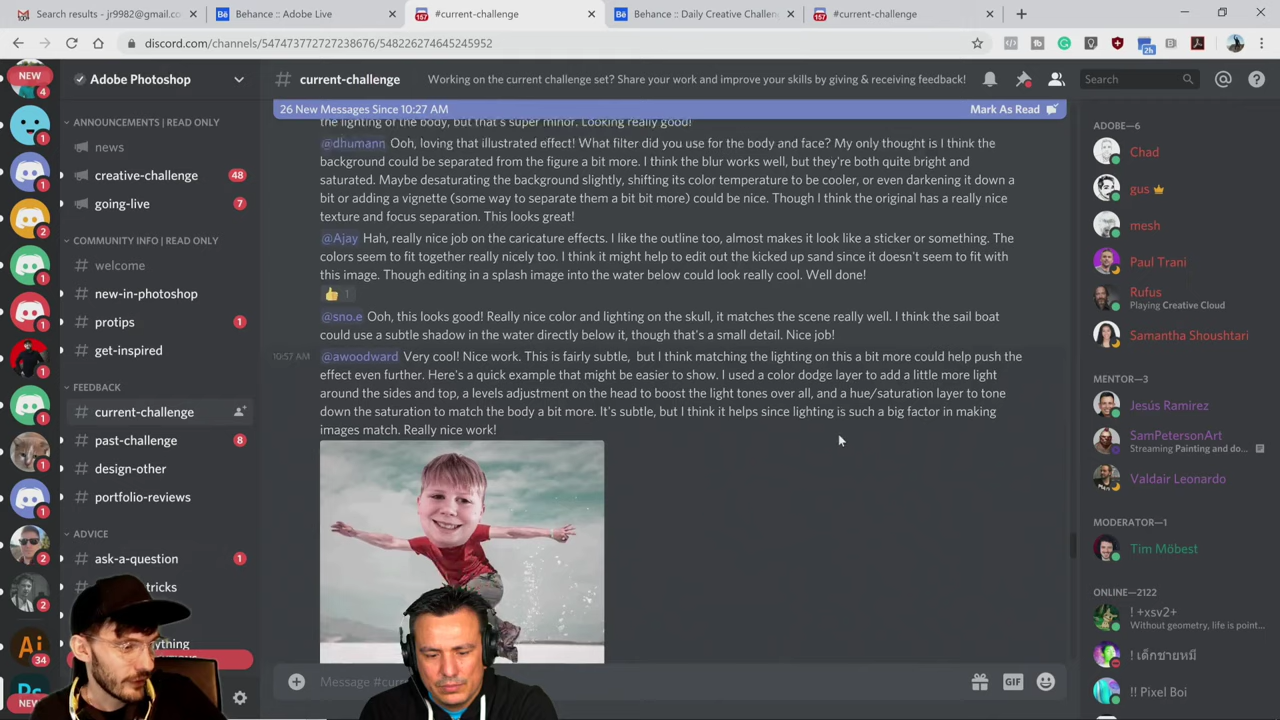 Search results - jr9982@gmail.co
Behance :: Adobe Live
#current-challenge
Behance :: Daily Creative Challen
#current-challenge
discord.com/channels/547473772727238676/548226274645245952
2h
NEW
4
Adobe Photoshop
# current-challenge
Working on the current challenge set? Share your work and improve your skills by giving & receiving feedback!
Search
26 New Messages Since 10:27 AM
Mark As Read
ANNOUNCEMENTS | READ ONLY
news
creative-challenge 48
going-live 7
COMMUNITY INFO | READ ONLY
welcome
new-in-photoshop
protips 1
get-inspired
FEEDBACK
current-challenge
past-challenge 8
design-other
portfolio-reviews
ADVICE
ask-a-question 1
tricks
ything
34
NEW
the lighting of the body, but that's super minor. Looking really good!
@dhumann Ooh, loving that illustrated effect! What filter did you use for the body and face? My only thought is I think the
background could be separated from the figure a bit more. I think the blur works well, but they're both quite bright and
saturated. Maybe desaturating the background slightly, shifting its color temperature to be cooler, or even darkening it down a
bit or adding a vignette (some way to separate them a bit bit more) could be nice. Though I think the original has a really nice
texture and focus separation. This looks great!
@Ajay Hah, really nice job on the caricature effects. I like the outline too, almost makes it look like a sticker or something. The
colors seem to fit together really nicely too. I think it might help to edit out the kicked up sand since it doesn't seem to fit with
this image. Though editing in a splash image into the water below could look really cool. Well done!
1
@sno.e Ooh, this looks good! Really nice color and lighting on the skull, it matches the scene really well. I think the sail boat
could use a subtle shadow in the water directly below it, though that's a small detail. Nice job!
10:57 AM @awoodward Very cool! Nice work. This is fairly subtle, but I think matching the lighting on this a bit more could help push the
effect even further. Here's a quick example that might be easier to show. I used a color dodge layer to add a little more light
around the sides and top, a levels adjustment on the head to boost the light tones over all, and a hue/saturation layer to tone
down the saturation to match the body a bit more. It's subtle, but I think it helps since lighting is such a big factor in making
images match. Really nice work!
Message #curr
GIF
ADOBE—6
Chad
gus
mesh
Paul Trani
Rufus
Playing Creative Cloud
Samantha Shoushtari
MENTOR—3
Jesús Ramirez
SamPetersonArt
Streaming Painting and do...
Valdair Leonardo
MODERATOR—1
Tim Möbest
ONLINE—2122
! +xsv2+
Without geometry, life is point...
! เด็กชายหมี
!! Pixel Boi